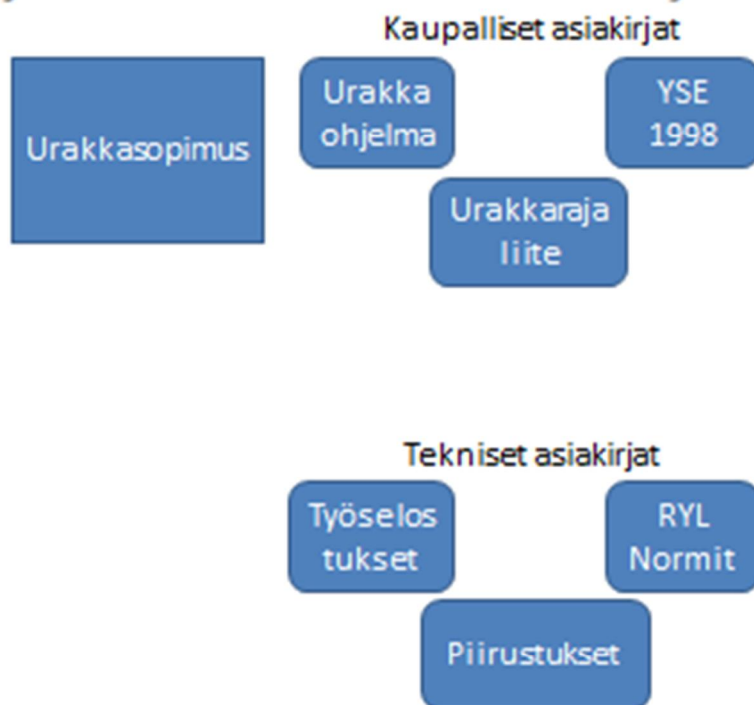 Kaupalliset asiakirjat
Urakkasopimus
Urakka
ohjelma
YSE
1998
Urakkaraja
liite
Tekniset asiakirjat
Työselos
tukset
RYL
Normit
Piirustukset